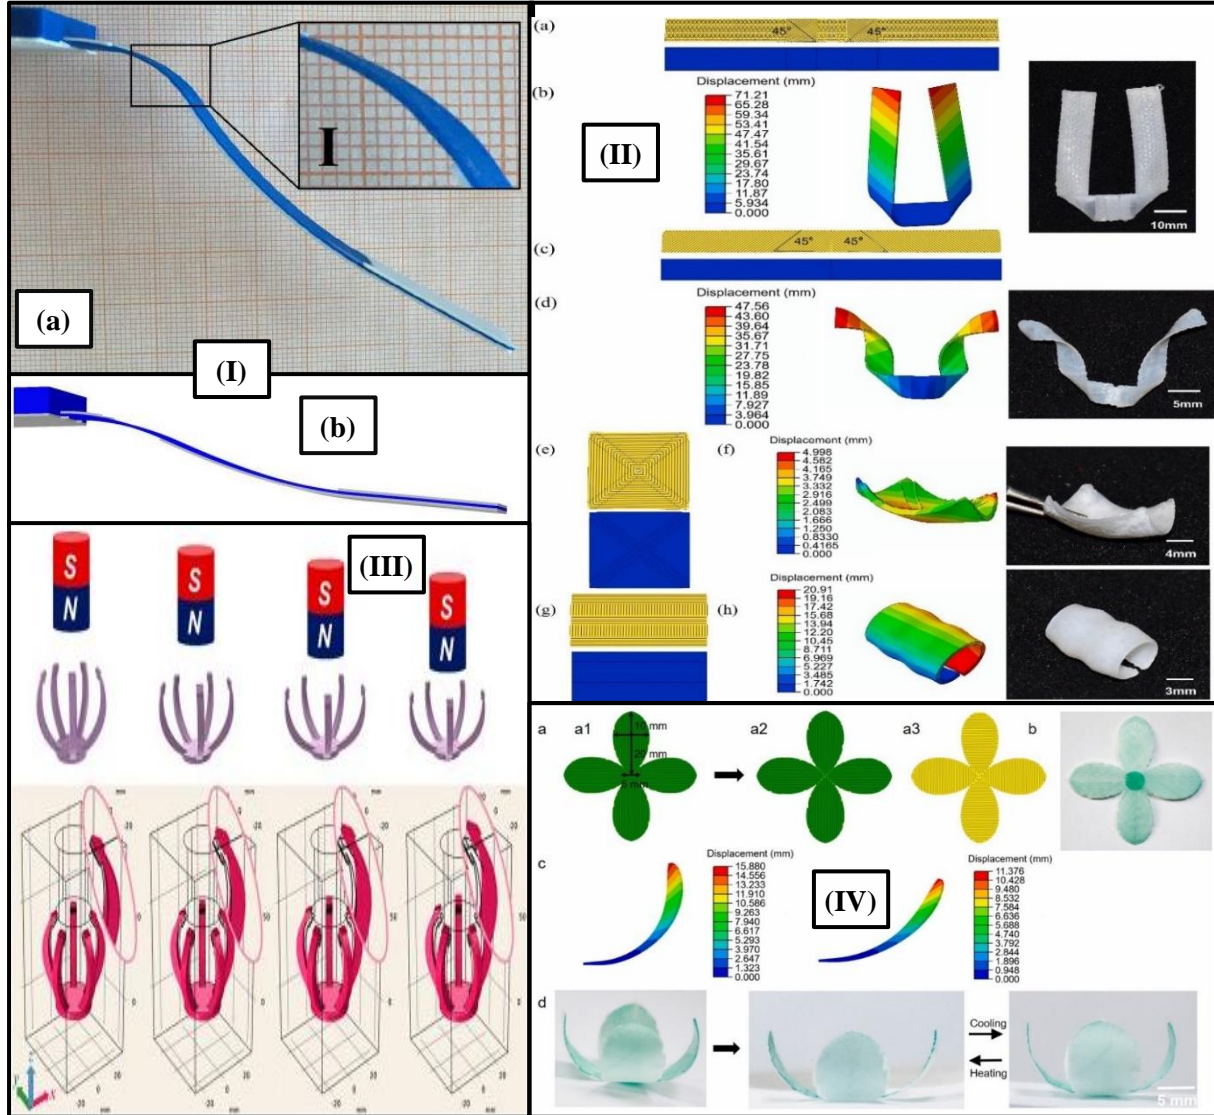 I
(a)
(I)
(b)
(II)
(a)
45°
45°
(b)
Displacement (mm)
71.21
65.28
59.34
53.41
47.47
41.54
35.61
29.67
23.74
17.80
11.87
5.934
0.000
10mm
(c)
45°
45°
(d)
Displacement (mm)
47.56
43.60
39.64
35.67
31.71
27.75
23.78
19.82
15.85
11.89
7.927
3.964
0.000
5mm
(e)
(f)
Displacement (mm)
4.998
4.582
4.165
3.749
3.332
2.916
2.499
2.083
1.666
1.250
0.8330
0.4165
0.000
4mm
(g)
(h)
Displacement (mm)
20.91
19.16
17.42
15.68
13.94
12.20
10.45
8.711
6.969
5.227
3.485
1.742
0.000
3mm
(III)
S
N
S
N
S
N
S
N
(IV)
a
a1
10 mm
20 mm
5 mm
a2
a3
b
c
Displacement (mm)
15.880
14.556
13.233
11.910
10.586
9.263
7.940
6.617
5.293
3.970
2.647
1.323
0.000
Displacement (mm)
11.376
10.428
9.480
8.532
7.584
6.636
5.688
4.740
3.792
2.844
1.896
0.948
0.000
d
Cooling
Heating
5 mm